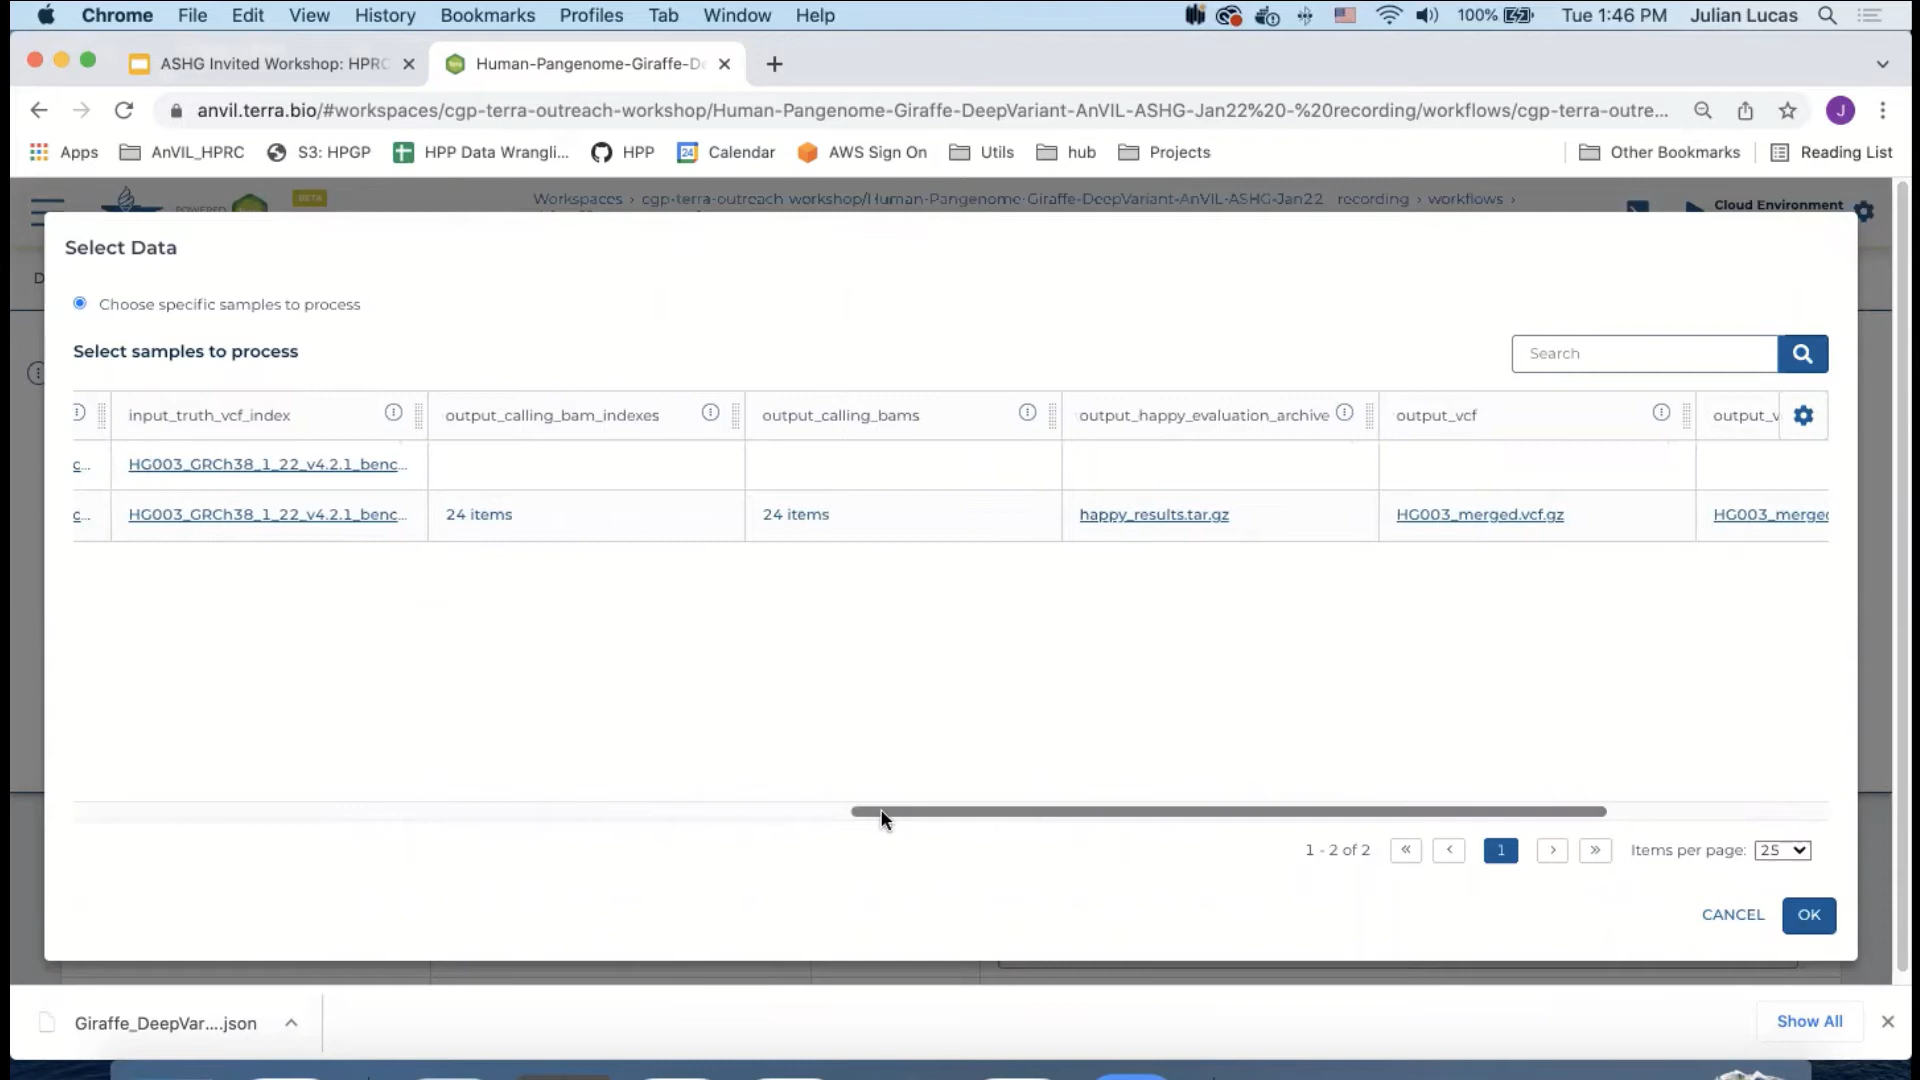 Chrome File Edit View History Bookmarks Profiles Tab Window Help 100% Tue 1:46 PM Julian Lucas
ASHG Invited Workshop: HPRC Human-Pangenome-Giraffe-De
anvil.terra.bio/#workspaces/cgp-terra-outreach-workshop/Human-Pangenome-Giraffe-DeepVariant-AnVIL-ASHG-Jan22%20-%20recording/workflows/cgp-terra-outre... J
Apps AnVIL_HPRC S3: HPGP HPP Data Wrangli... HPP 24 Calendar AWS Sign On Utils hub Projects Other Bookmarks Reading List
POWERED BETA Workspaces › cgp-terra-outreach workshop/Human-Pangenome-Giraffe-DeepVariant-AnVIL-ASHG-Jan22 recording › workflows › Cloud Environment
Select Data
D
Choose specific samples to process
Select samples to process Search
input_truth_vcf_index output_calling_bam_indexes output_calling_bams output_happy_evaluation_archive output_vcf output_v
c... HG003_GRCh38_1_22_v4.2.1_benc...
c... HG003_GRCh38_1_22_v4.2.1_benc... 24 items 24 items happy_results.tar.gz HG003_merged.vcf.gz HG003_merged
1 - 2 of 2 « ‹ 1 › » Items per page: 25
CANCEL OK
Giraffe_DeepVar....json Show All